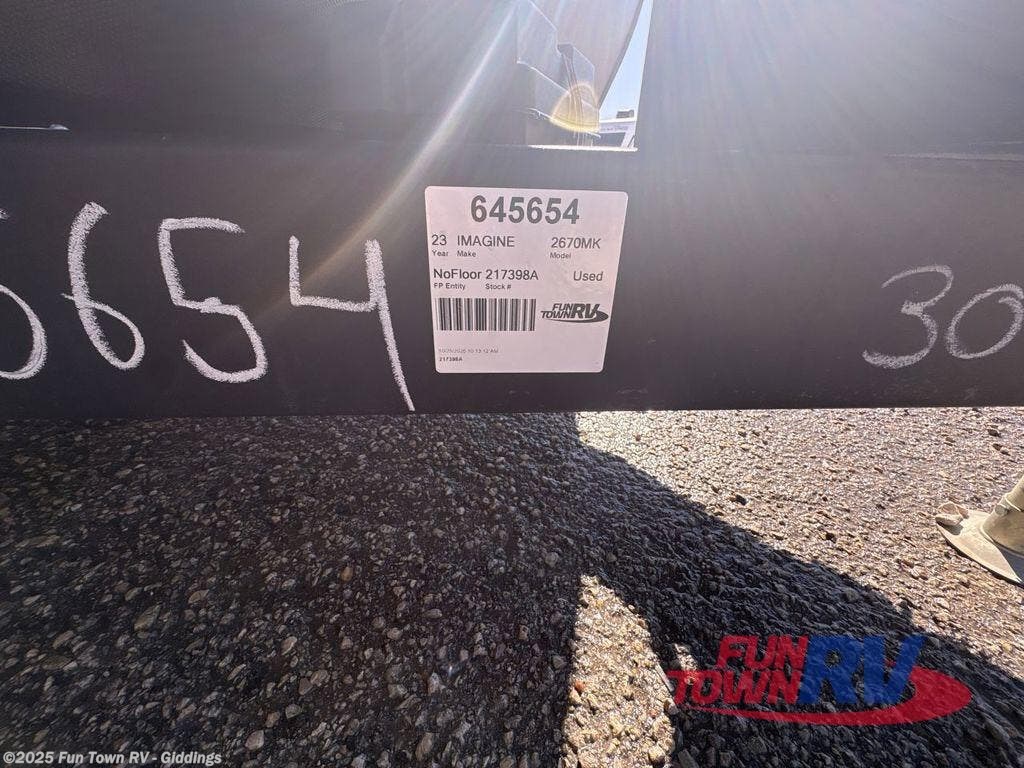 645654
23 IMAGINE 2670MK
Year Make Model
NoFloor 217398A Used
FP Entity Stock #
FUN TOWN RV
217398A
5654
30
FUN TOWN RV
©2025 Fun Town RV - Giddings